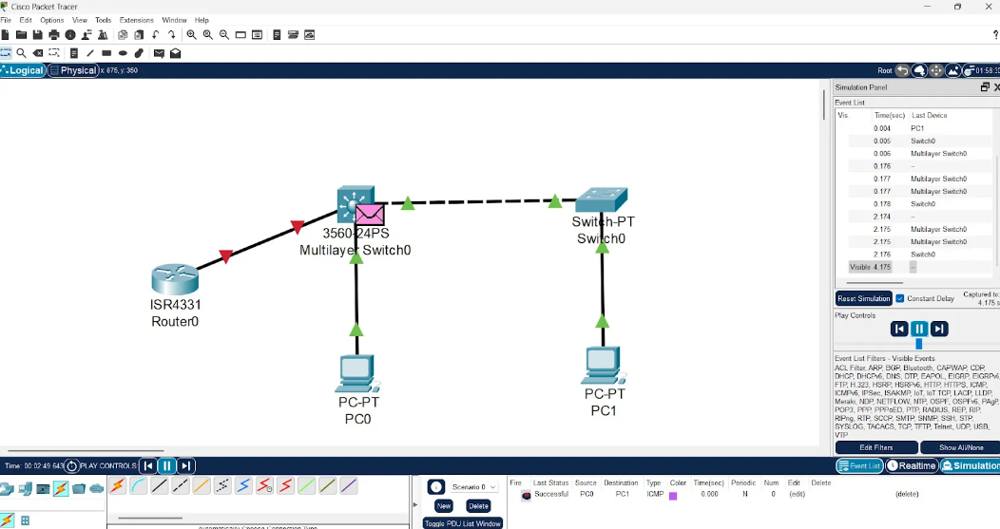 Cisco Packet Tracer
File Edit Options View Tools Extensions Window Help
Logical Physical x: 875, y: 350 Root 01:58:30
Simulation Panel
Event List
Vis. Time(sec) Last Device
0.004 PC1
0.005 Switch0
0.006 Multilayer Switch0
0.176 --
0.177 Multilayer Switch0
0.177 Multilayer Switch0
0.178 Switch0
2.174 --
2.175 Multilayer Switch0
2.175 Multilayer Switch0
2.176 Switch0
Visible 4.175 --
Reset Simulation Constant Delay Captured to:
4.175 s
Play Controls
Event List Filters - Visible Events
ACL Filter, ARP, BGP, Bluetooth, CAPWAP, CDP,
DHCP, DHCPv6, DNS, DTP, EAPOL, EIGRP, EIGRPv6,
FTP, H.323, HSRP, HSRPv6, HTTP, HTTPS, ICMP,
ICMPv6, IPSec, ISAKMP, IoT, IoT TCP, LACP, LLDP,
Meraki, NDP, NETFLOW, NTP, OSPF, OSPFv6, PAgP,
POP3, PPP, PPPoED, PTP, RADIUS, REP, RIP,
RIPng, RTP, SCCP, SMTP, SNMP, SSH, STP,
SYSLOG, TACACS, TCP, TFTP, Telnet, UDP, USB,
VTP
Edit Filters Show All/None
3560-24PS
Multilayer Switch0
Switch-PT
Switch0
ISR4331
Router0
PC-PT
PC0
PC-PT
PC1
Time: 00:02:49.643 PLAY CONTROLS: Event List Realtime Simulation
Scenario 0
New Delete
Toggle PDU List Window
Fire Last Status Source Destination Type Color Time(sec) Periodic Num Edit Delete
Successful PC0 PC1 ICMP 0.000 N 0 (edit) (delete)
Automatically Choose Connection Type